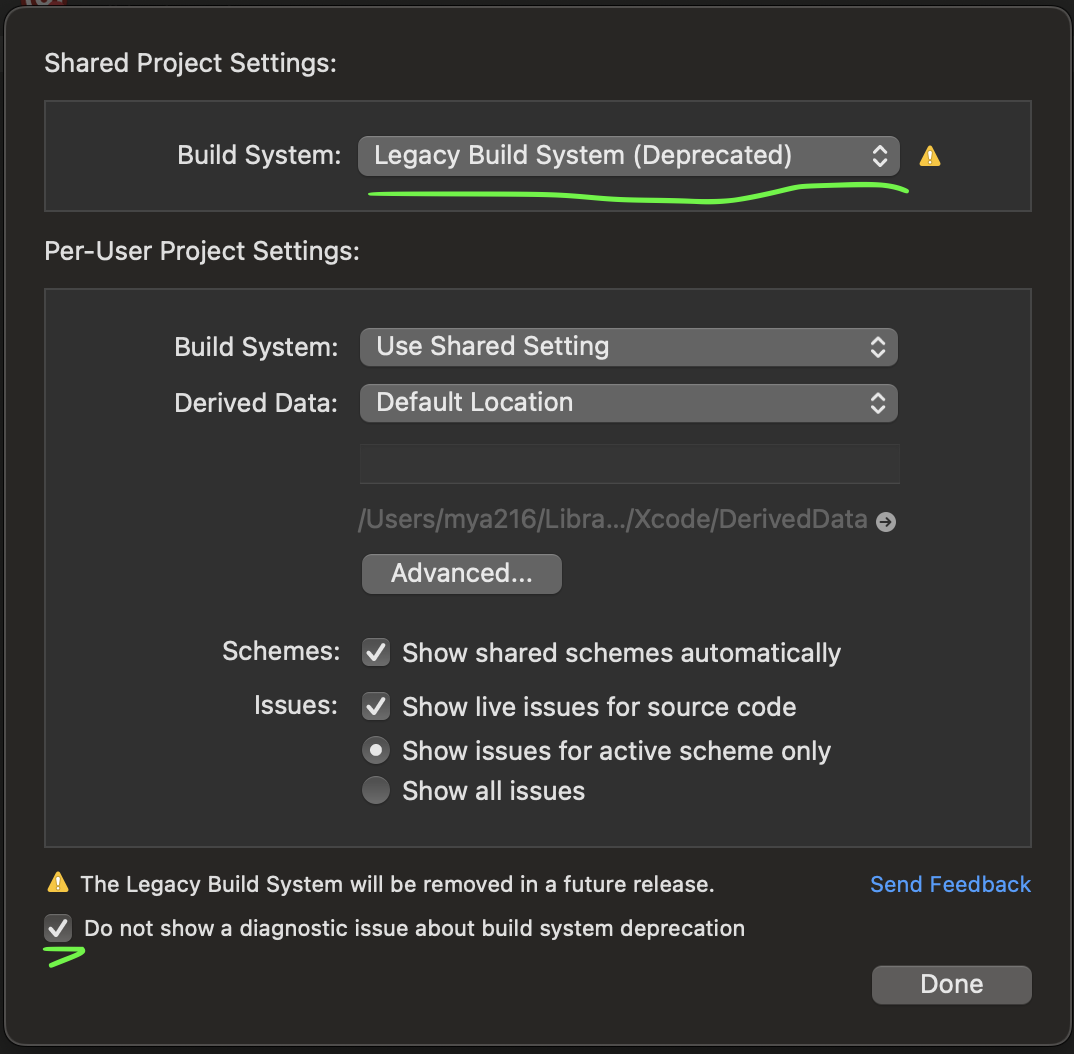 Shared Project Settings:
Build System: Legacy Build System (Deprecated)
Per-User Project Settings:
Build System: Use Shared Setting
Derived Data: Default Location
/Users/mya216/Libra.../Xcode/DerivedData
Advanced...
Schemes: Show shared schemes automatically
Issues: Show live issues for source code
Show issues for active scheme only
Show all issues
The Legacy Build System will be removed in a future release. Send Feedback
Do not show a diagnostic issue about build system deprecation
Done